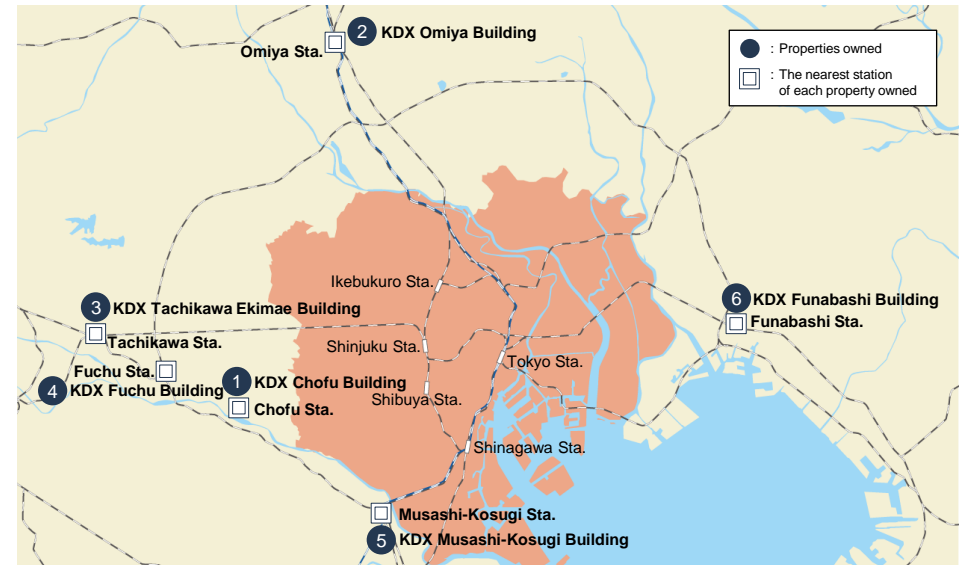 2 KDX Omiya Building
Omiya Sta.
: Properties owned
: The nearest station
of each property owned
Ikebukuro Sta.
6 KDX Funabashi Building
Funabashi Sta.
3 KDX Tachikawa Ekimae Building
Tachikawa Sta.
Shinjuku Sta.
Tokyo Sta.
Fuchu Sta.
4 KDX Fuchu Building
1 KDX Chofu Building
Chofu Sta.
Shibuya Sta.
Shinagawa Sta.
Musashi-Kosugi Sta.
5 KDX Musashi-Kosugi Building